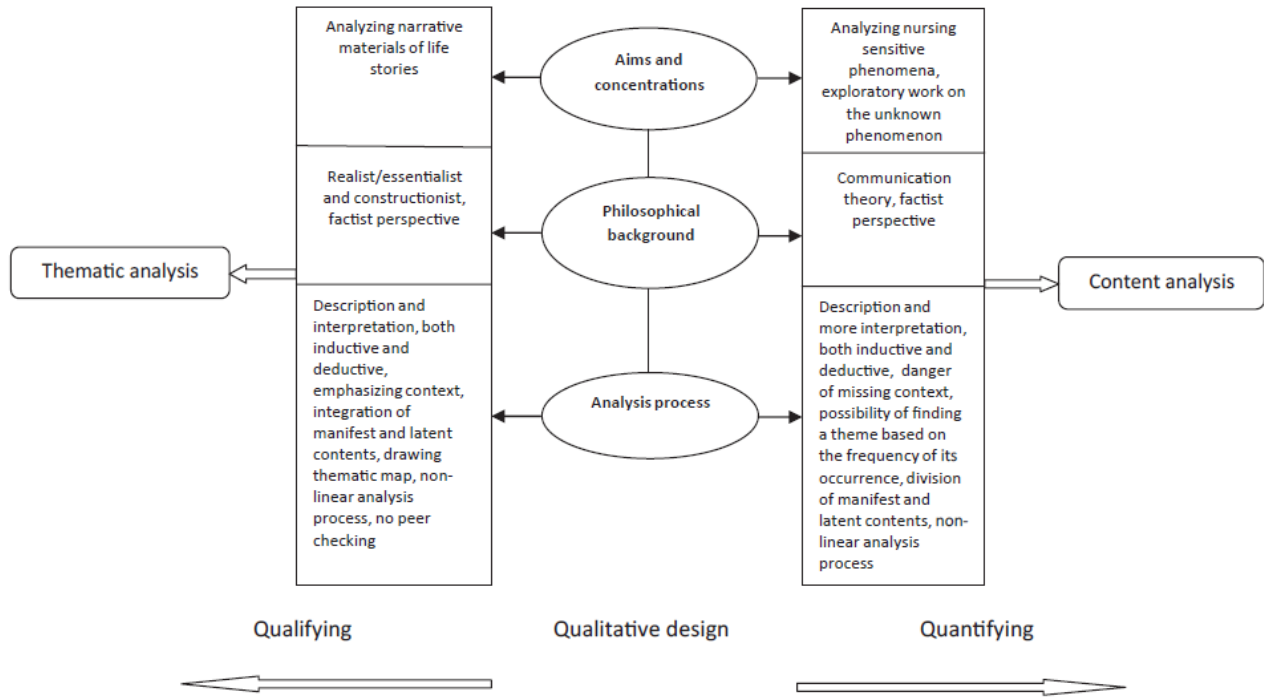 Analyzing narrative
materials of life
stories
Realist/essentialist
and constructionist,
factist perspective
Description and
interpretation, both
inductive and
deductive,
emphasizing context,
integration of
manifest and latent
contents, drawing
thematic map, non-
linear analysis
process, no peer
checking
Thematic analysis
Aims and
concentrations
Philosophical
background
Analysis process
Analyzing nursing
sensitive
phenomena,
exploratory work on
the unknown
phenomenon
Communication
theory, factist
perspective
Description and
more interpretation,
both inductive and
deductive, danger
of missing context,
possibility of finding
a theme based on
the frequency of its
occurrence, division
of manifest and
latent contents, non-
linear analysis
process
Content analysis
Qualifying
Qualitative design
Quantifying